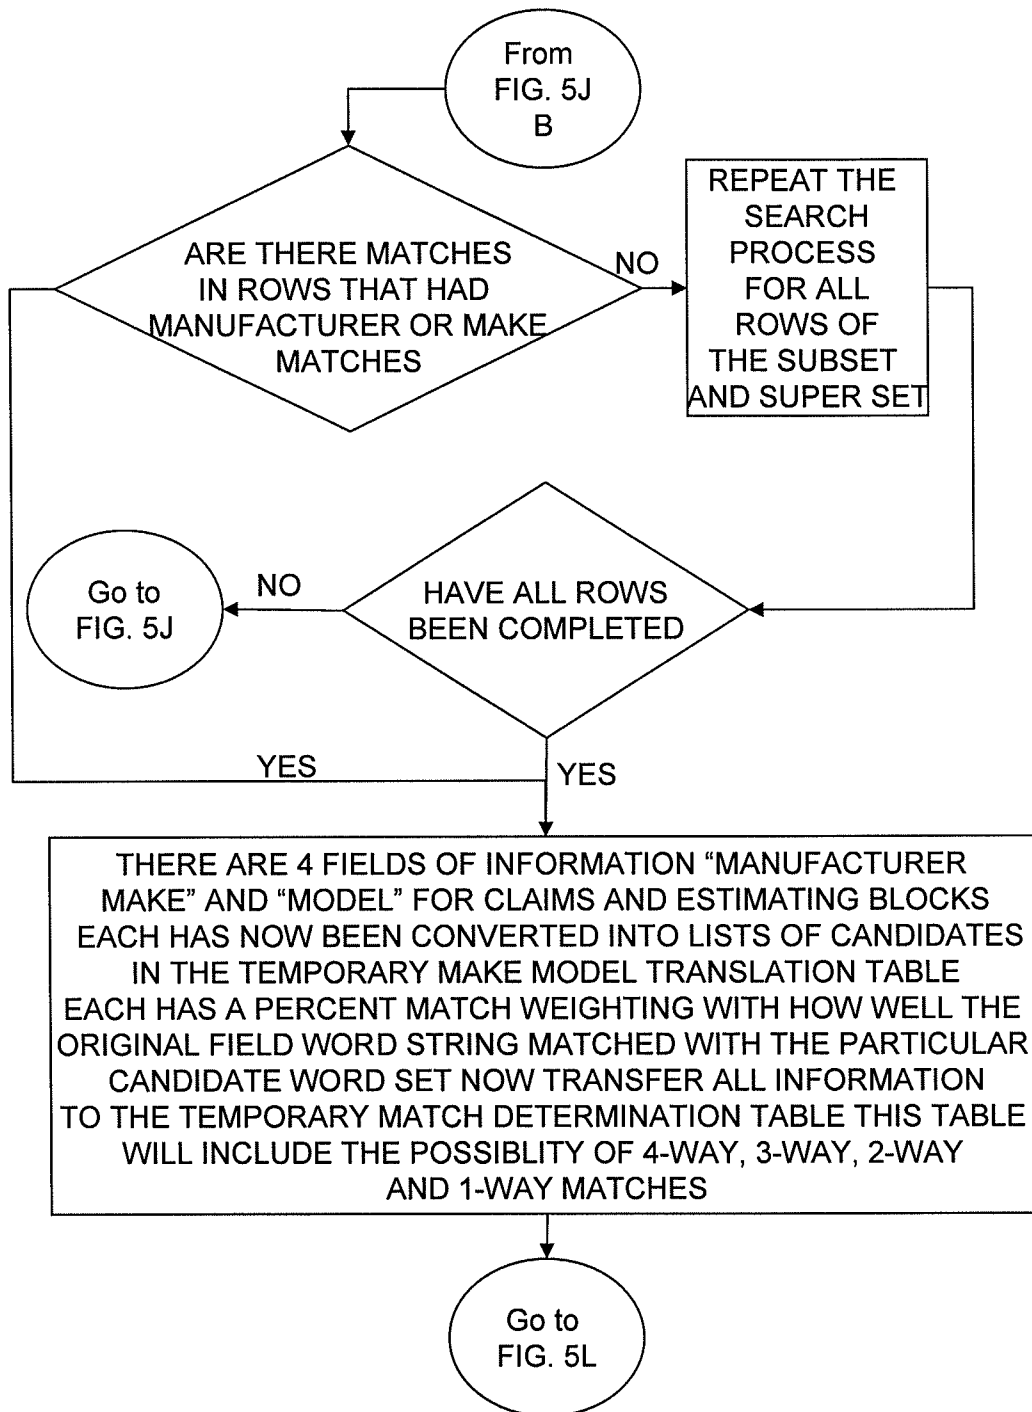 From
FIG. 5J
B
ARE THERE MATCHES
IN ROWS THAT HAD
MANUFACTURER OR MAKE
MATCHES
NO
REPEAT THE
SEARCH
PROCESS
FOR ALL
ROWS OF
THE SUBSET
AND SUPER SET
HAVE ALL ROWS
BEEN COMPLETED
NO
Go to
FIG. 5J
YES
YES
THERE ARE 4 FIELDS OF INFORMATION “MANUFACTURER
MAKE” AND “MODEL” FOR CLAIMS AND ESTIMATING BLOCKS
EACH HAS NOW BEEN CONVERTED INTO LISTS OF CANDIDATES
IN THE TEMPORARY MAKE MODEL TRANSLATION TABLE
EACH HAS A PERCENT MATCH WEIGHTING WITH HOW WELL THE
ORIGINAL FIELD WORD STRING MATCHED WITH THE PARTICULAR
CANDIDATE WORD SET NOW TRANSFER ALL INFORMATION
TO THE TEMPORARY MATCH DETERMINATION TABLE THIS TABLE
WILL INCLUDE THE POSSIBLITY OF 4-WAY, 3-WAY, 2-WAY
AND 1-WAY MATCHES
Go to
FIG. 5L